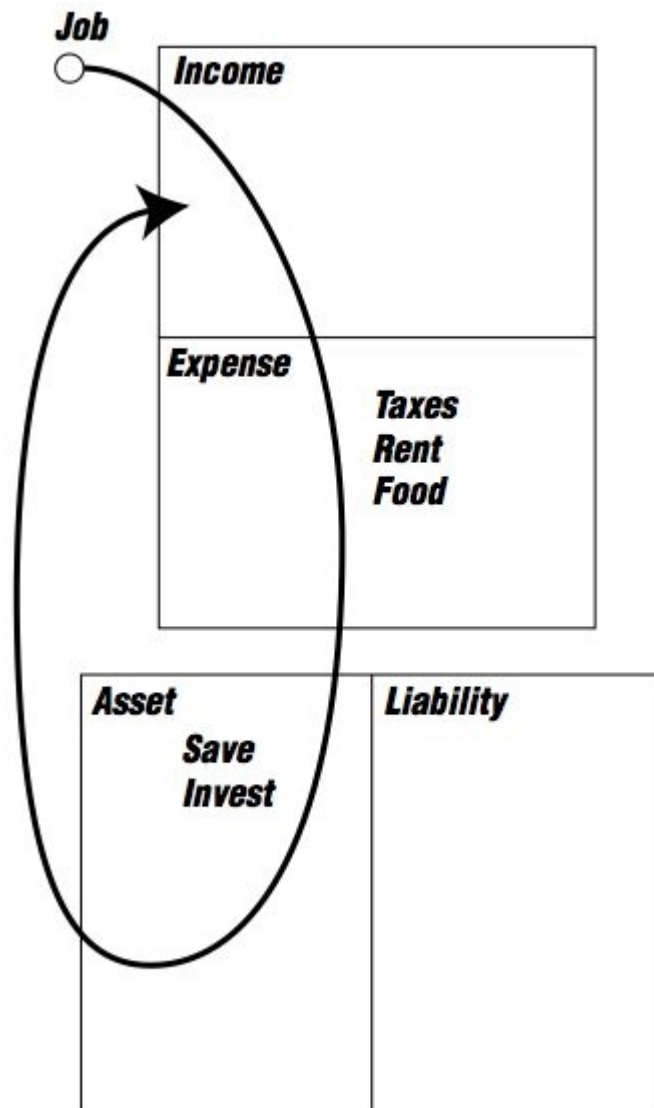 Job
Income
Expense
Taxes
Rent
Food
Asset
Save
Invest
Liability